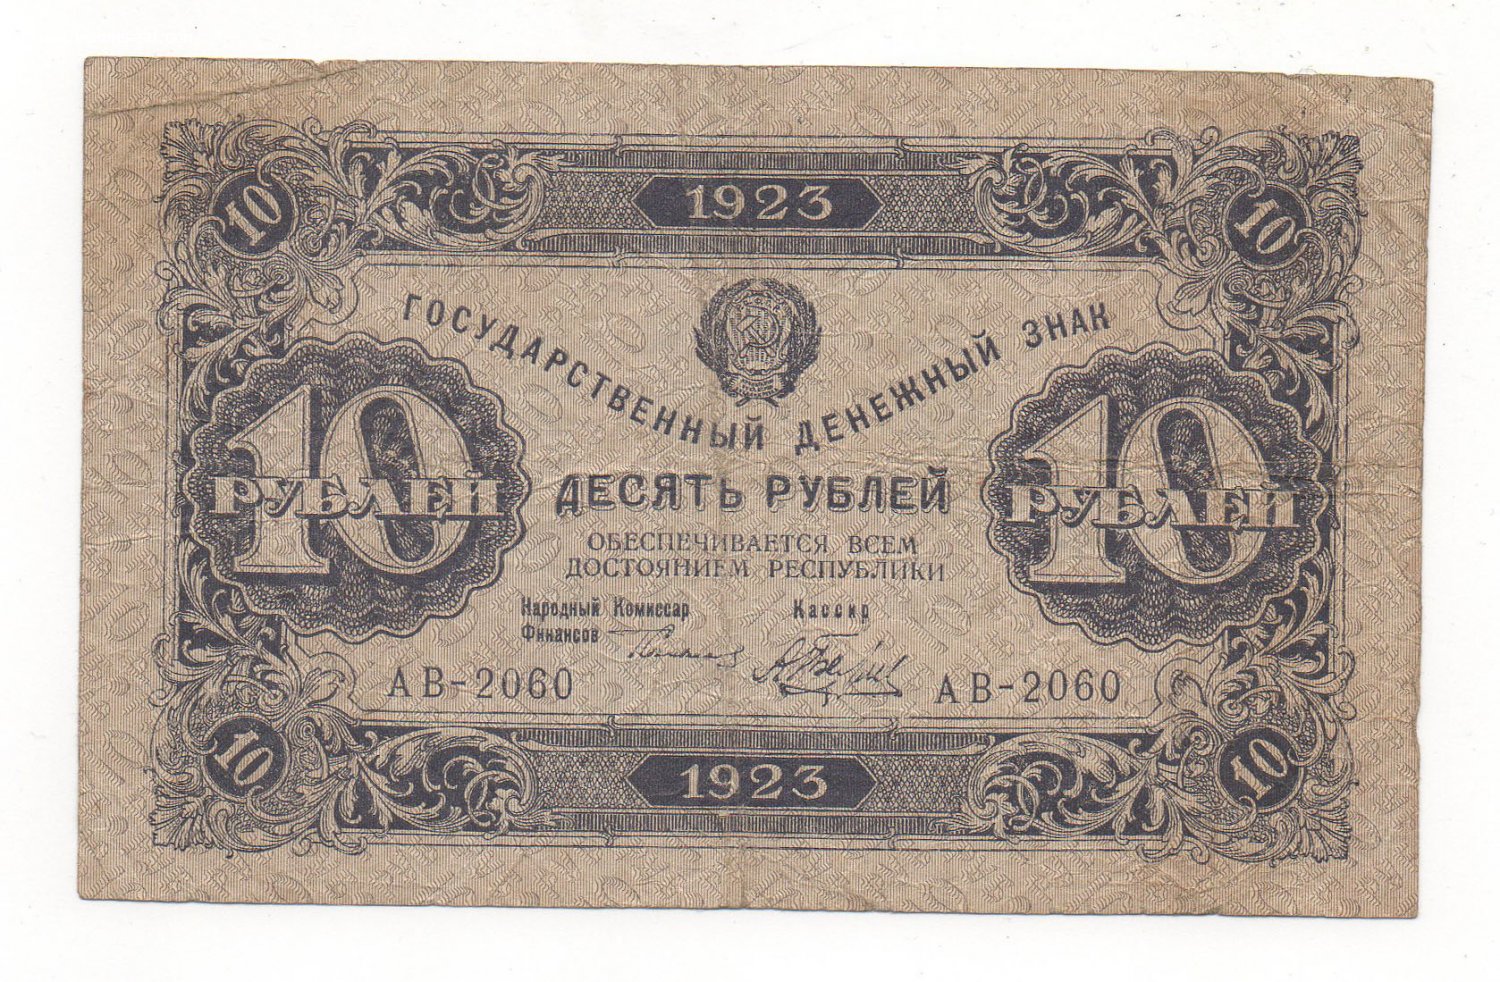 1923
10 10
ГОСУДАРСТВЕННЫЙ ДЕНЕЖНЫЙ ЗНАК
10 РУБЛЕЙ
10 РУБЛЕЙ
ДЕСЯТЬ РУБЛЕЙ
ОБЕСПЕЧИВАЕТСЯ ВСЕМ
ДОСТОЯНИЕМ РЕСПУБЛИКИ
Народный Комиссар
Финансов
Кассир
АВ-2060 АВ-2060
10 10
1923